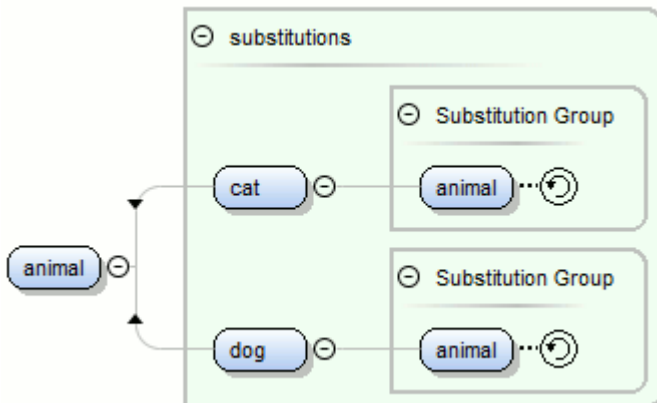 substitutions
Substitution Group
cat
animal
animal
Substitution Group
dog
animal